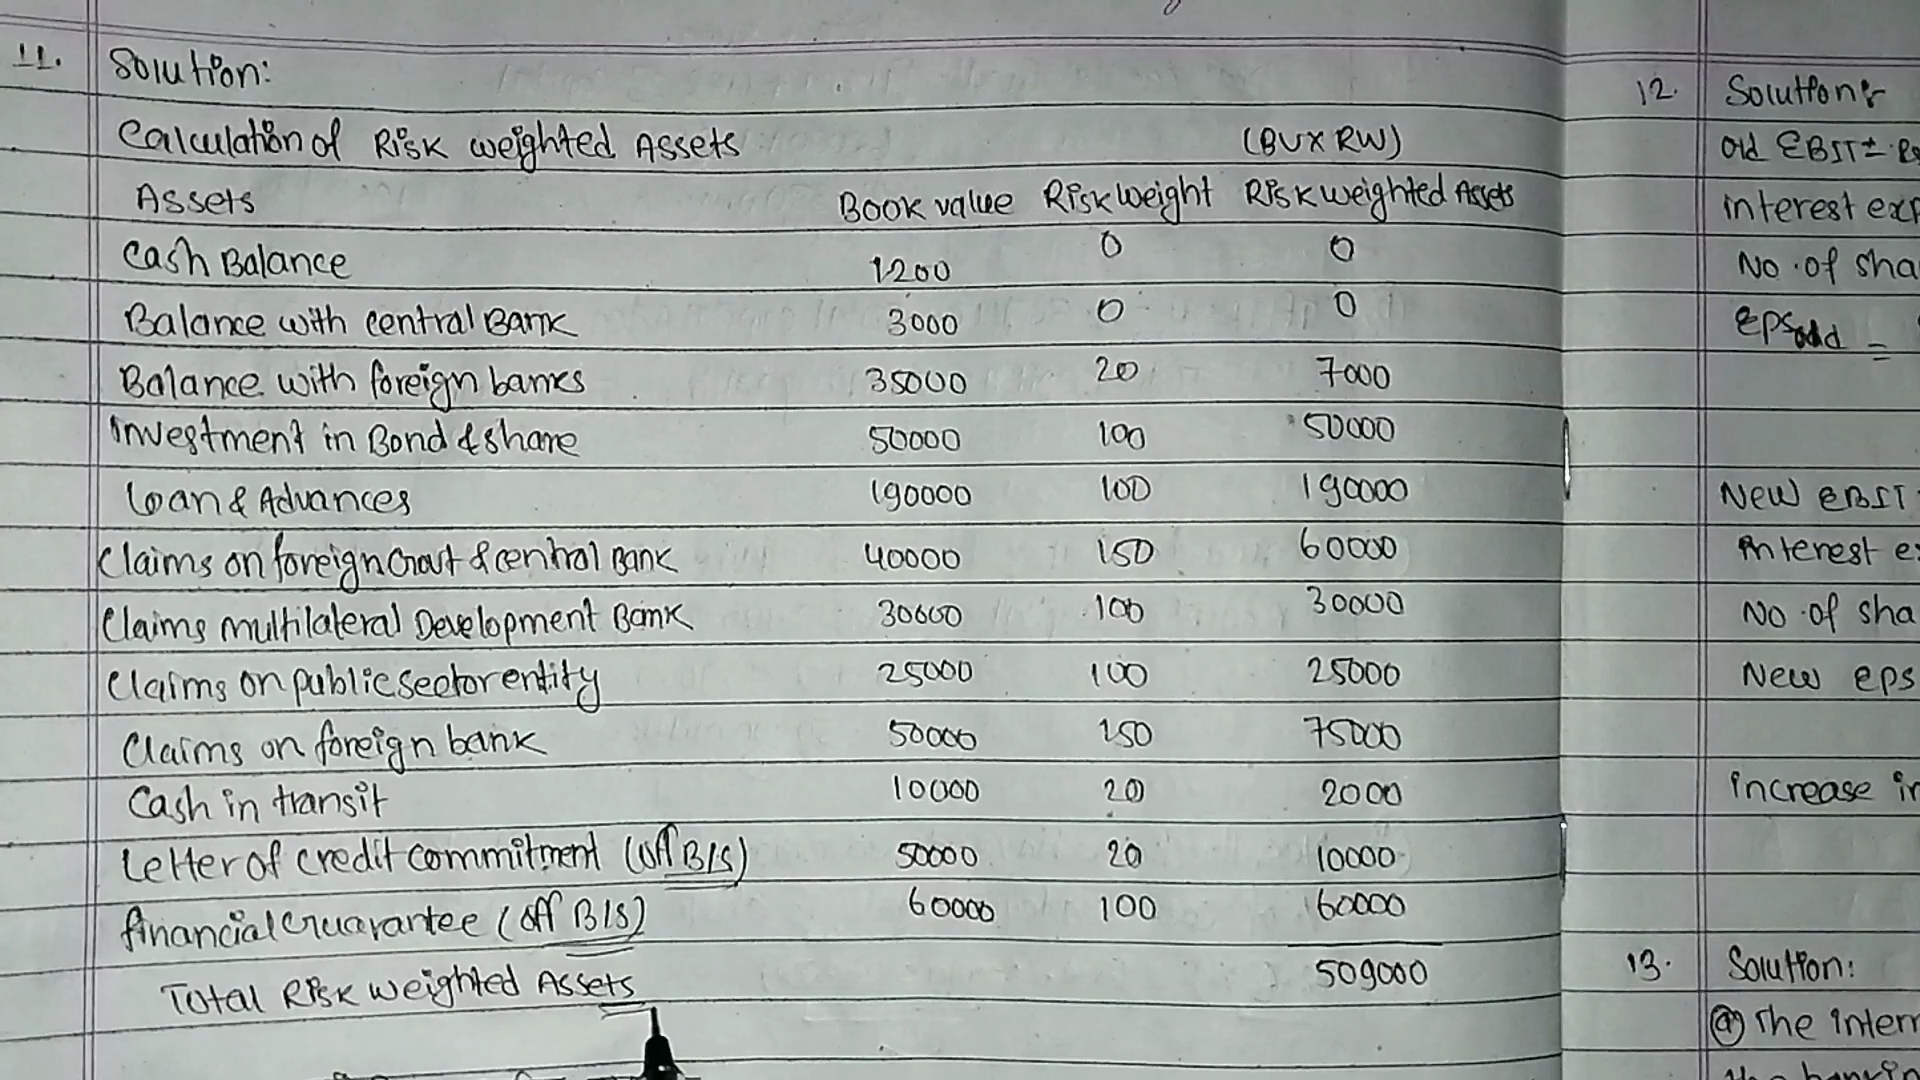 11. Solution:
Calculation of Risk weighted Assets (BVX RW)
Assets Book value Risk Weight Risk weighted Assets
Cash Balance 1200 0 0
Balance with central Bank 3000 0 0
Balance with foreign banks 35000 20 7000
Investment in Bond & share 50000 100 50000
Loan & Advances 190000 100 190000
Claims on foreign Govt & central Bank 40000 150 60000
Claims multilateral Development Bank 30000 100 30000
Claims on public sector entity 25000 100 25000
Claims on foreign bank 50000 150 75000
Cash in transit 10000 20 2000
Letter of credit commitment (off B/S) 50000 20 10000
financial Guarantee (off B/S) 60000 100 60000
Total Risk weighted Assets 509000
12. Solution:
Old EBIT =
interest
No. of
EPS old =
New EBIT
Interest
No. of
New eps
increase
13. Solution:
(a) The